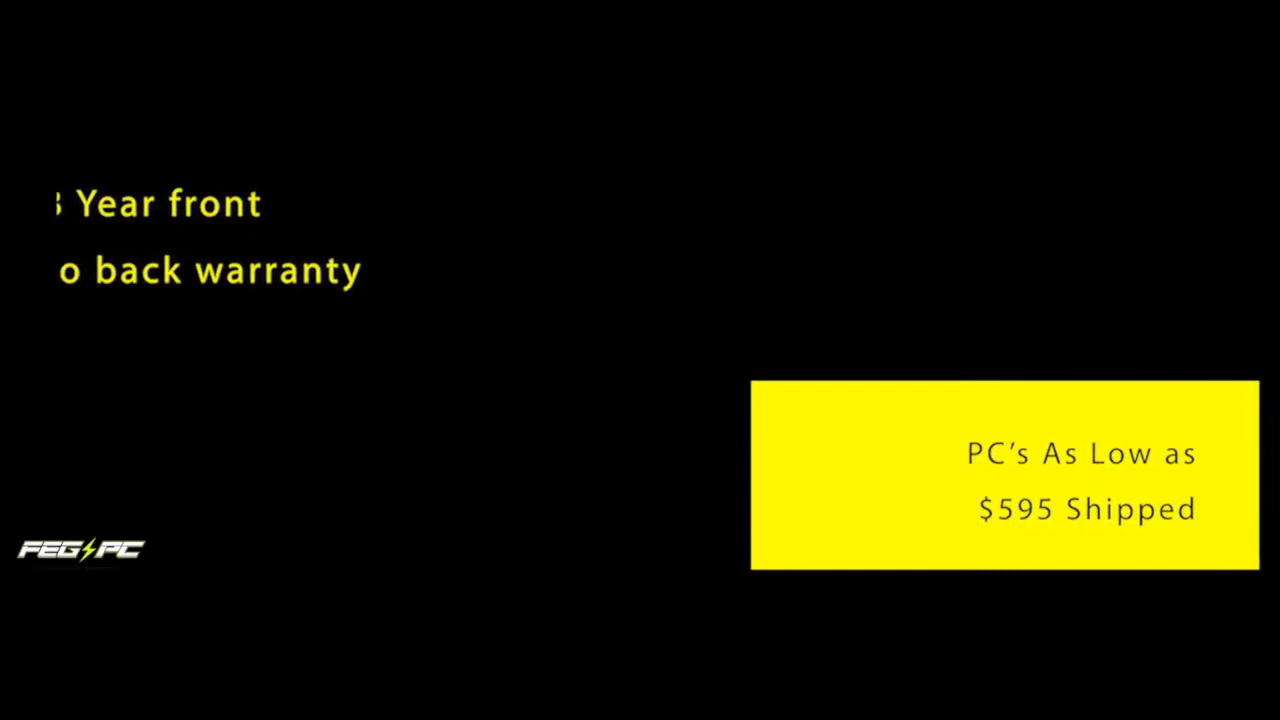 Year front
o back warranty
PC’s As Low as
$595 Shipped
FEG PC